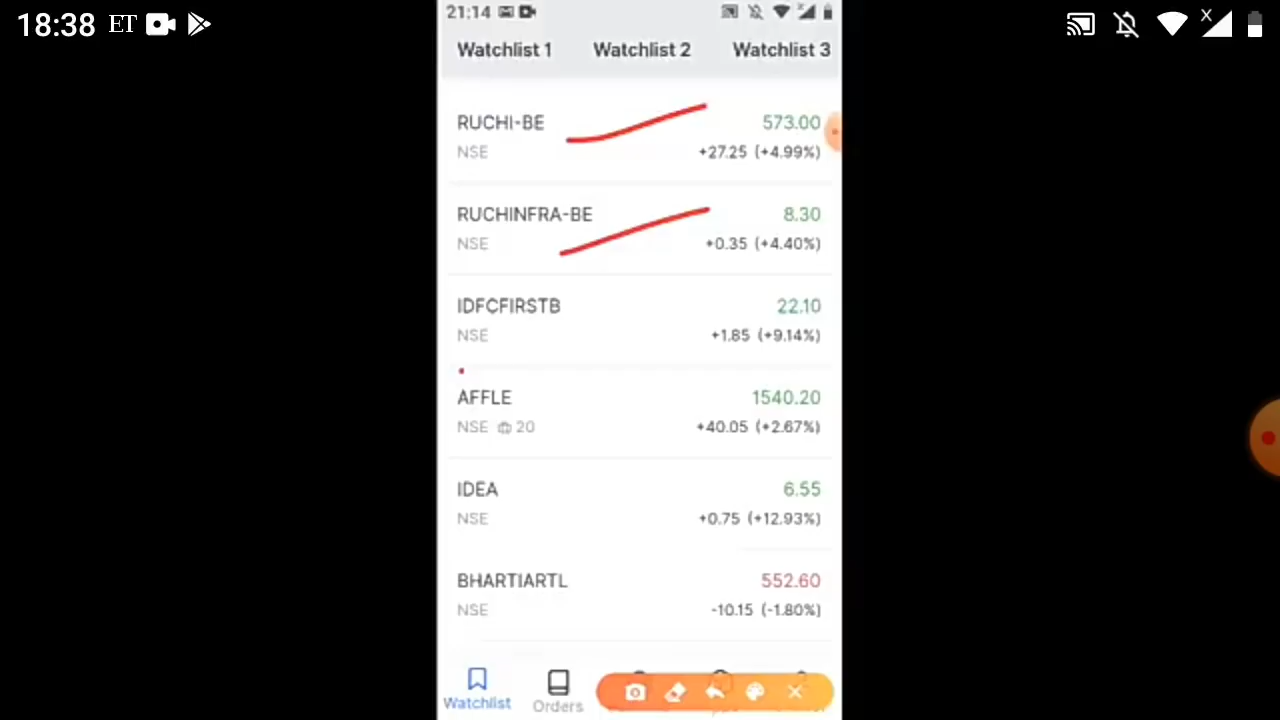 18:38 ET
X
21:14
Watchlist 1 Watchlist 2 Watchlist 3
RUCHI-BE 573.00
NSE +27.25 (+4.99%)
RUCHINFRA-BE 8.30
NSE +0.35 (+4.40%)
IDFCFIRSTB 22.10
NSE +1.85 (+9.14%)
AFFLE 1540.20
NSE 20 +40.05 (+2.67%)
IDEA 6.55
NSE +0.75 (+12.93%)
BHARTIARTL 552.60
NSE -10.15 (-1.80%)
Watchlist Orders